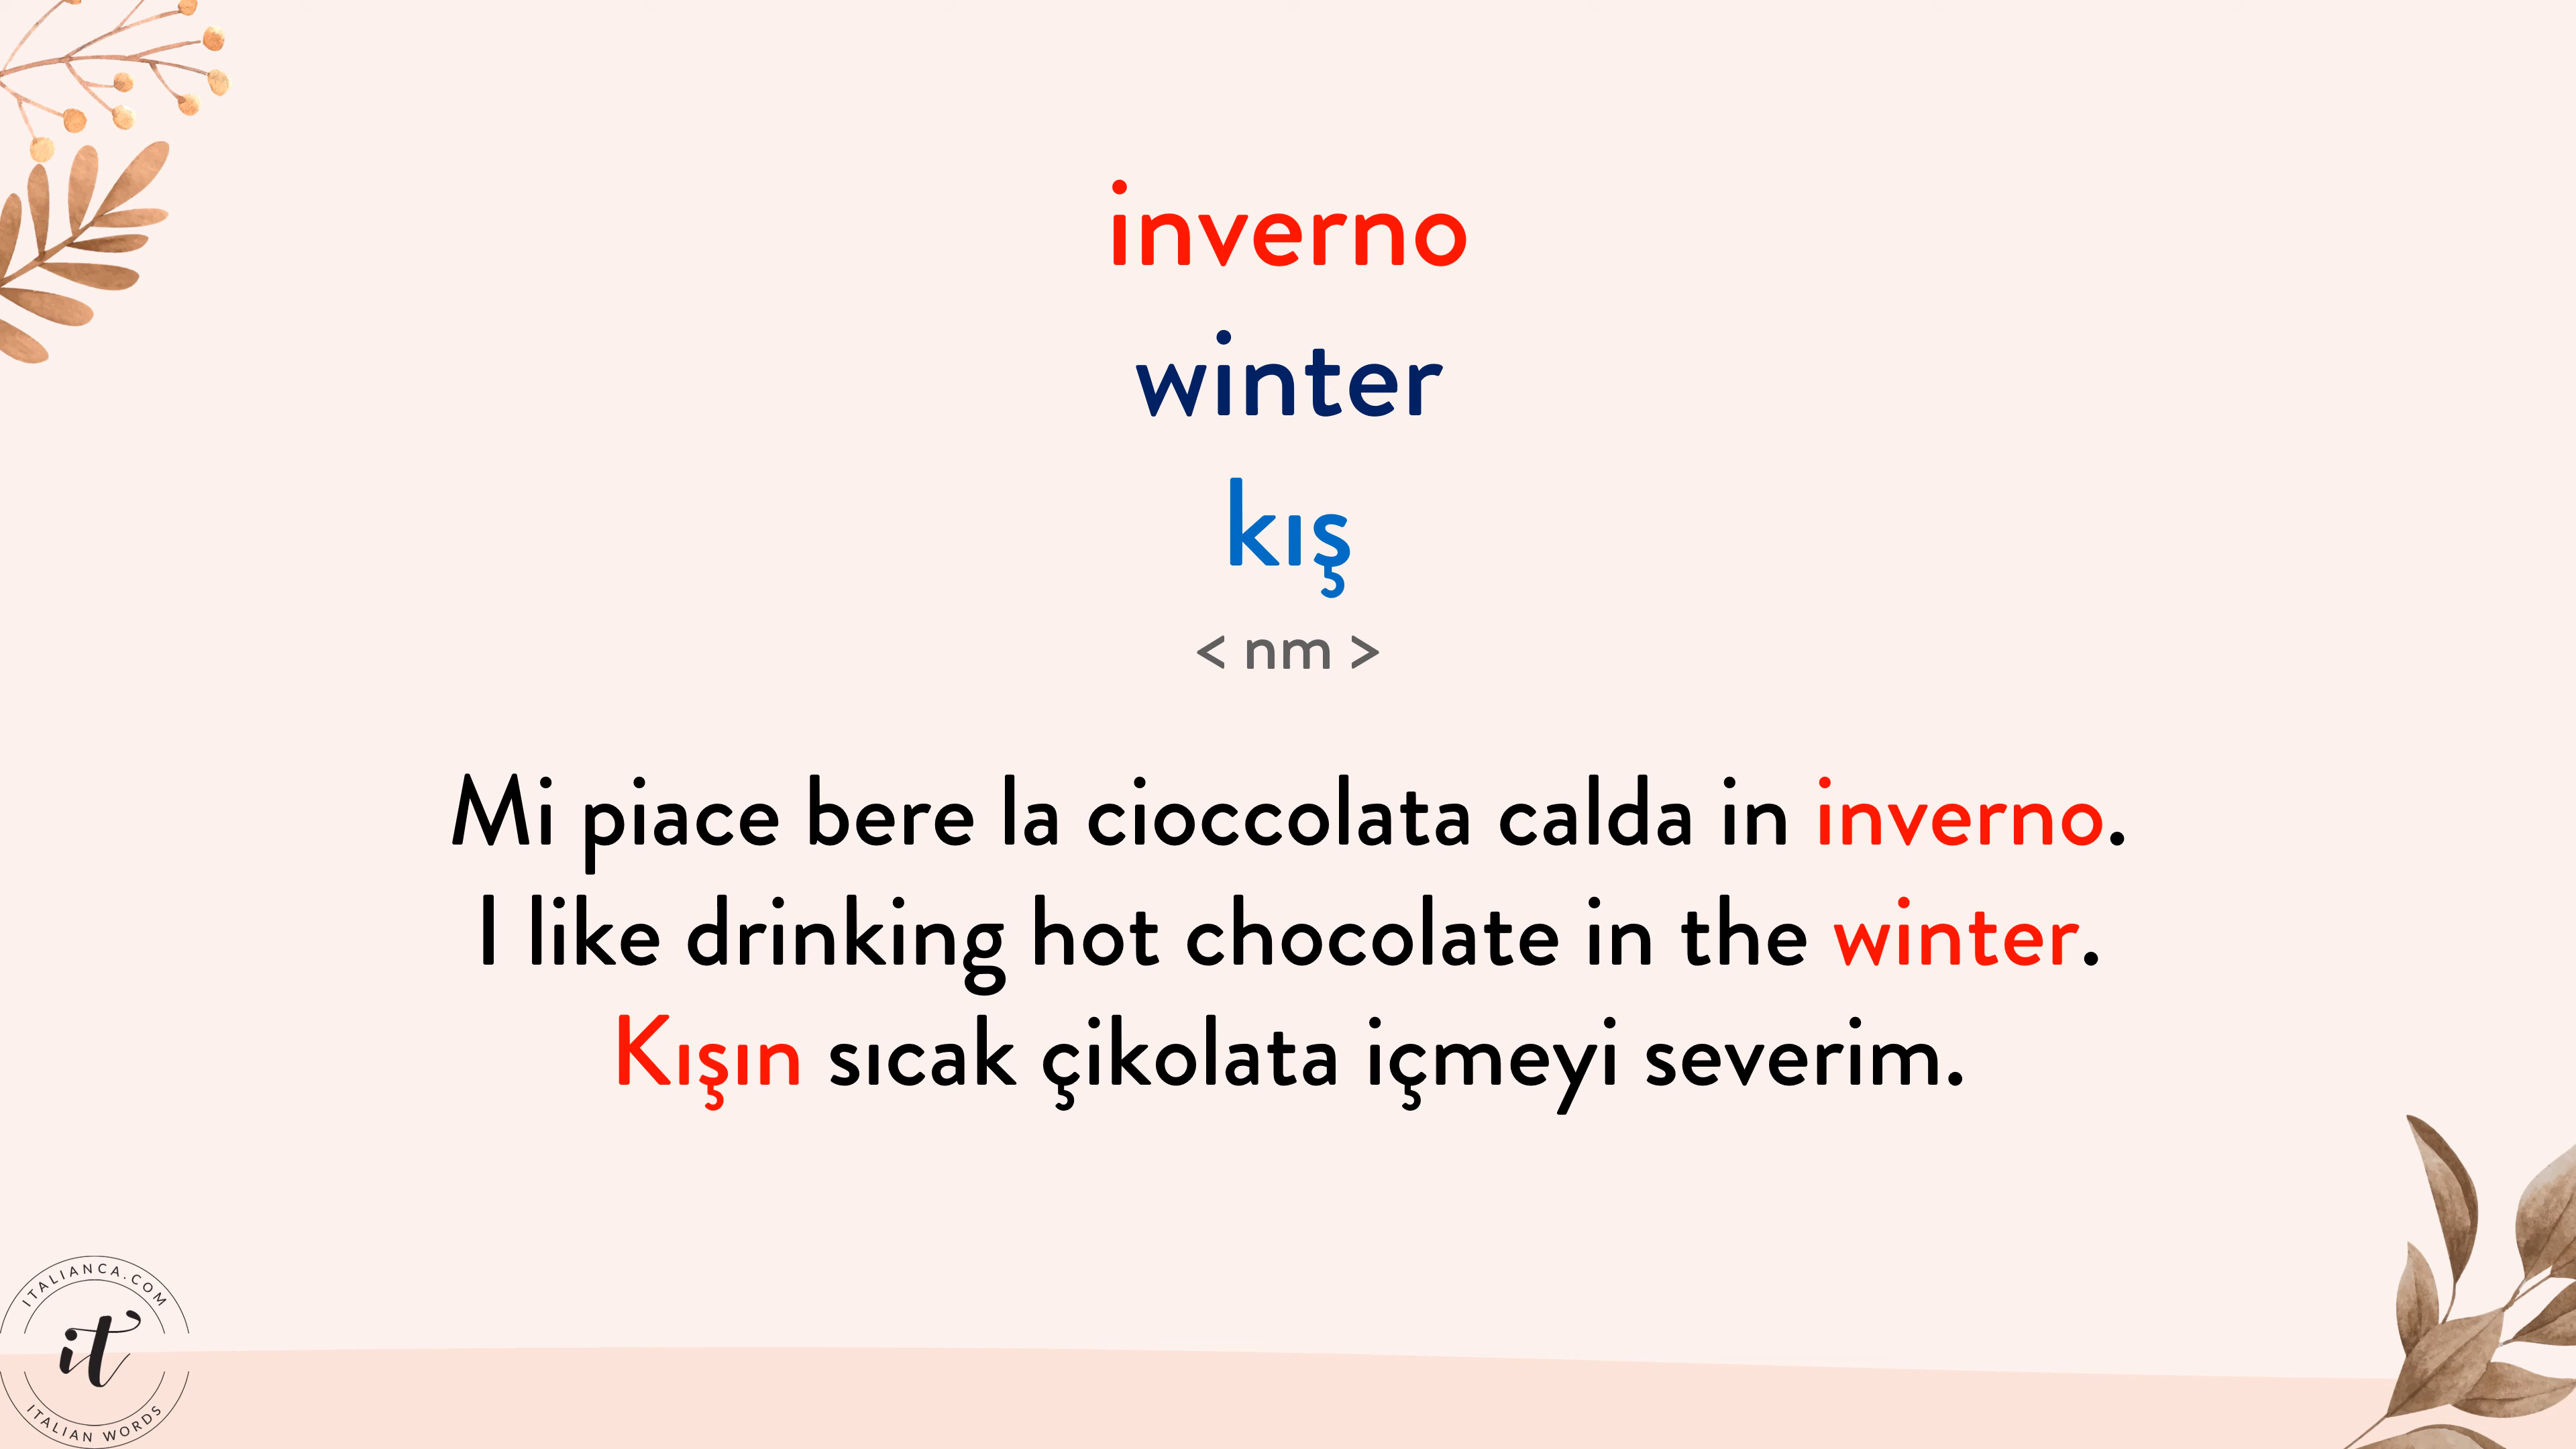 inverno
winter
kış
< nm >
Mi piace bere la cioccolata calda in inverno.
I like drinking hot chocolate in the winter.
Kışın sıcak çikolata içmeyi severim.
ITALIANCA.COM
it
ITALIAN WORDS